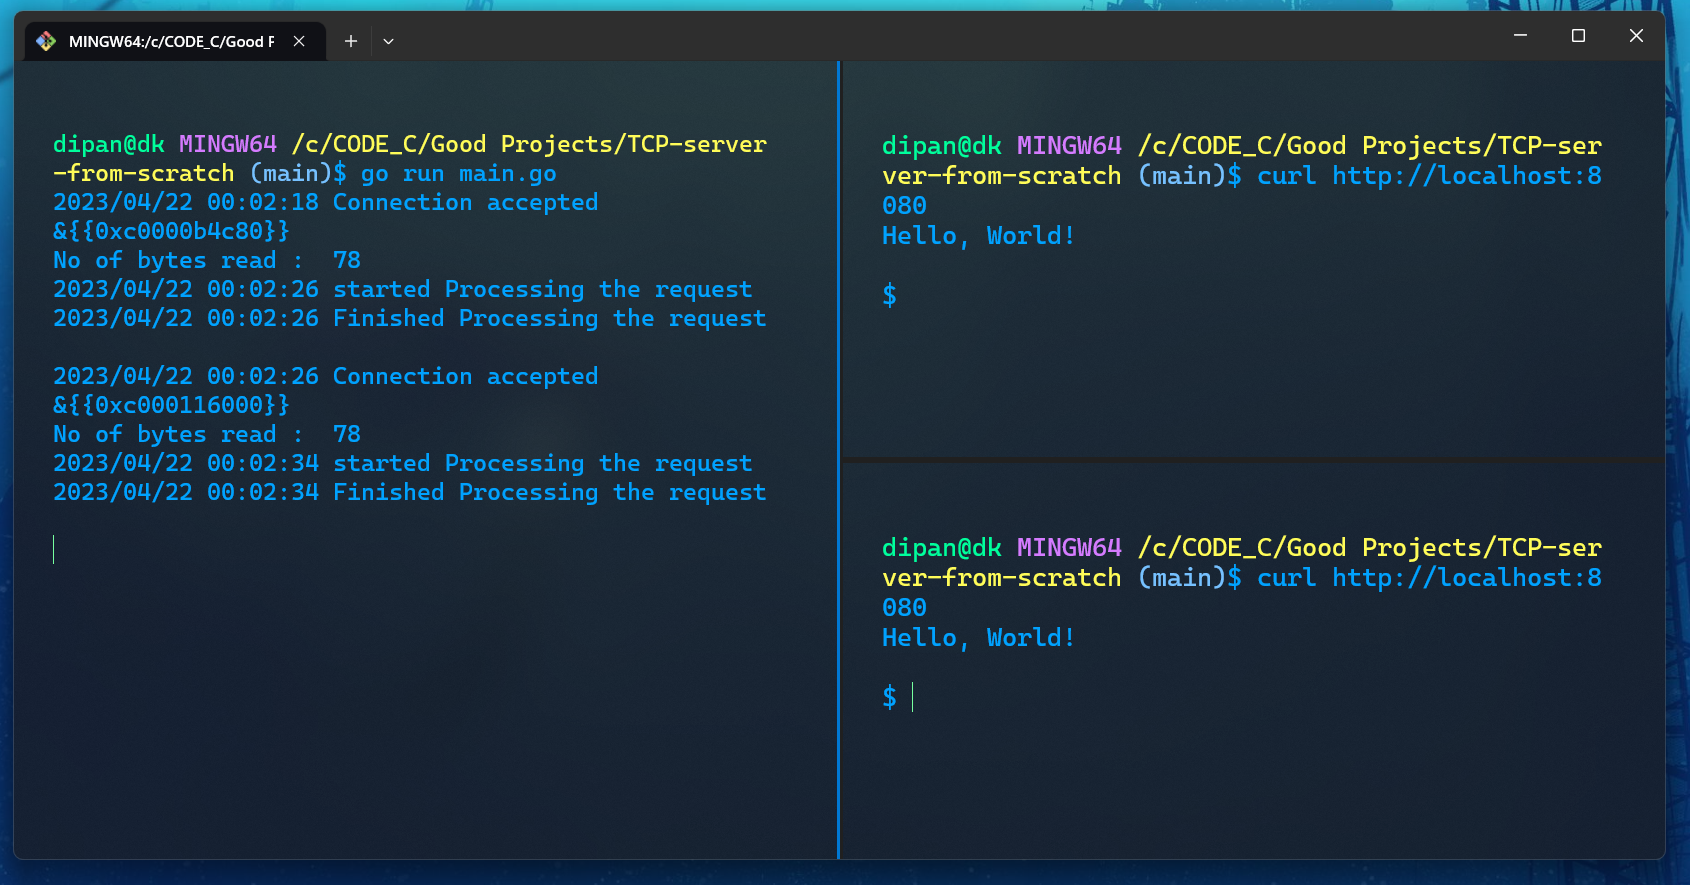 MINGW64:/c/CODE_C/Good F
dipan@dk MINGW64 /c/CODE_C/Good Projects/TCP-server
-from-scratch (main)$ go run main.go
2023/04/22 00:02:18 Connection accepted
&{{0xc0000b4c80}}
No of bytes read :  78
2023/04/22 00:02:26 started Processing the request
2023/04/22 00:02:26 Finished Processing the request
2023/04/22 00:02:26 Connection accepted
&{{0xc000116000}}
No of bytes read :  78
2023/04/22 00:02:34 started Processing the request
2023/04/22 00:02:34 Finished Processing the request
dipan@dk MINGW64 /c/CODE_C/Good Projects/TCP-ser
ver-from-scratch (main)$ curl http://localhost:8
080
Hello, World!
$
dipan@dk MINGW64 /c/CODE_C/Good Projects/TCP-ser
ver-from-scratch (main)$ curl http://localhost:8
080
Hello, World!
$